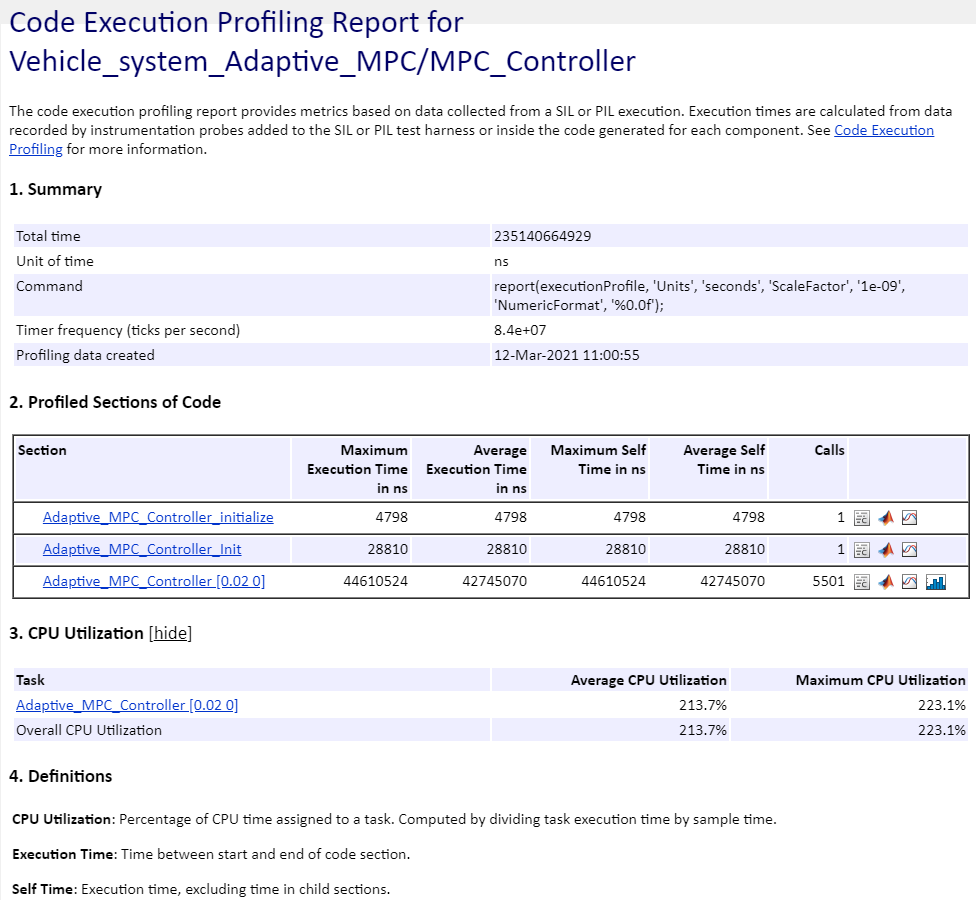 Code Execution Profiling Report for
Vehicle_system_Adaptive_MPC/MPC_Controller
The code execution profiling report provides metrics based on data collected from a SIL or PIL execution. Execution times are calculated from data
recorded by instrumentation probes added to the SIL or PIL test harness or inside the code generated for each component. See Code Execution
Profiling for more information.
1. Summary
Total time 235140664929
Unit of time ns
Command report(executionProfile, 'Units', 'seconds', 'ScaleFactor', '1e-09',
'NumericFormat', '%0.0f');
Timer frequency (ticks per second) 8.4e+07
Profiling data created 12-Mar-2021 11:00:55
2. Profiled Sections of Code
Section Maximum Average Maximum Self Average Self Calls
Execution Time Execution Time Time in ns Time in ns
in ns in ns
Adaptive_MPC_Controller_initialize 4798 4798 4798 4798 1
Adaptive_MPC_Controller_Init 28810 28810 28810 28810 1
Adaptive_MPC_Controller [0.02 0] 44610524 42745070 44610524 42745070 5501
3. CPU Utilization [hide]
Task Average CPU Utilization Maximum CPU Utilization
Adaptive_MPC_Controller [0.02 0] 213.7% 223.1%
Overall CPU Utilization 213.7% 223.1%
4. Definitions
CPU Utilization: Percentage of CPU time assigned to a task. Computed by dividing task execution time by sample time.
Execution Time: Time between start and end of code section.
Self Time: Execution time, excluding time in child sections.